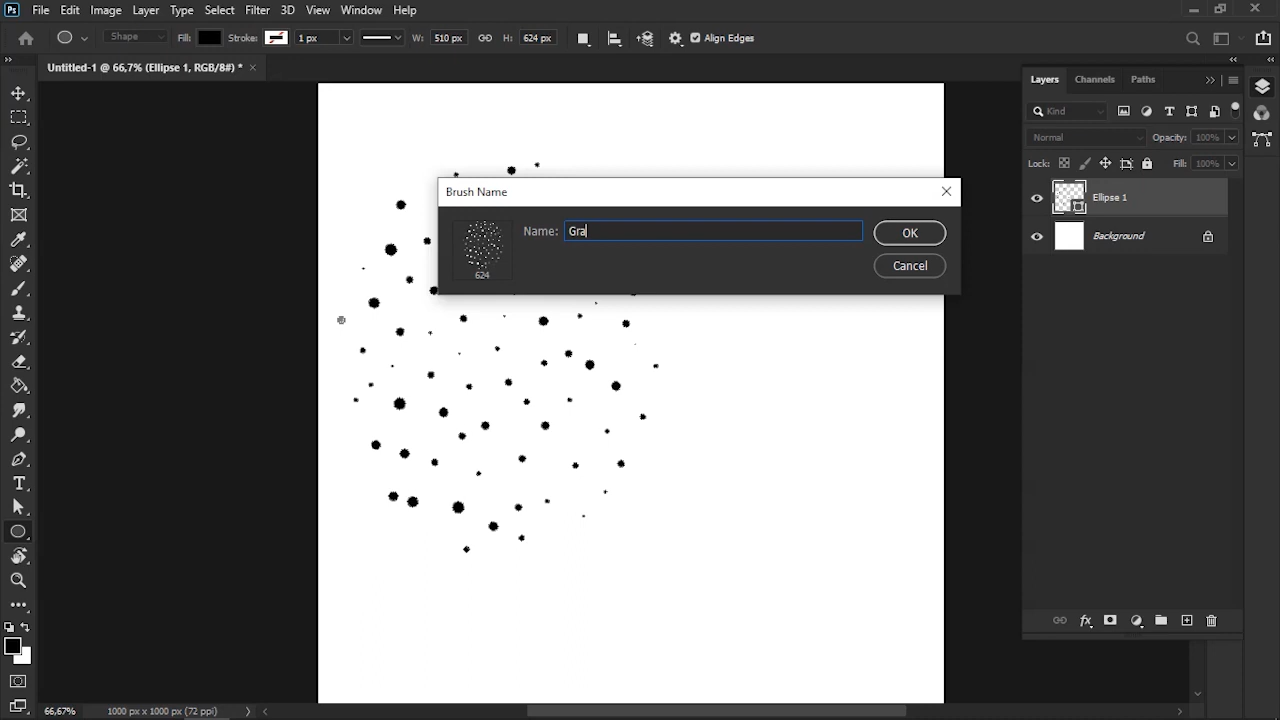 Ps File Edit Image Layer Type Select Filter 3D View Window Help
Shape Fill: Stroke: 1 px W: 510 px H: 624 px Align Edges
Untitled-1 @ 66,7% (Ellipse 1, RGB/8#) *
Layers Channels Paths
Kind
Normal Opacity: 100%
Lock: Fill: 100%
Ellipse 1
Background
Brush Name
Name: Gra
OK
624
Cancel
66,67% 1000 px x 1000 px (72 ppi)